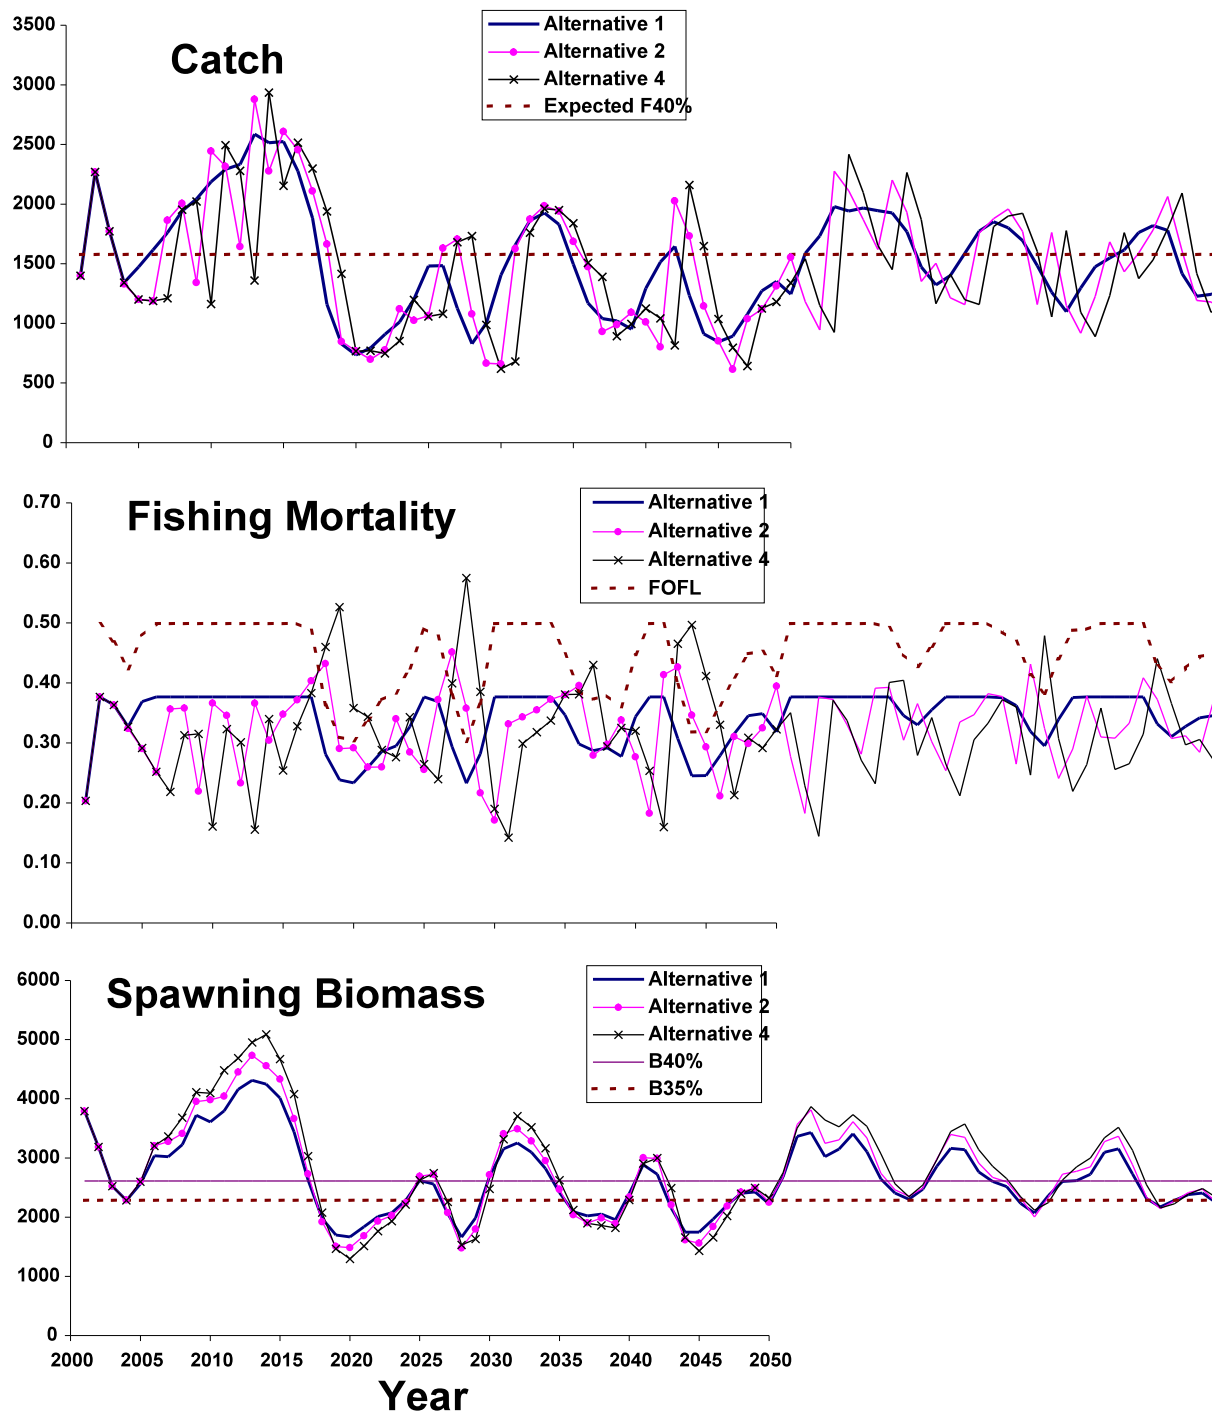 3500
Catch
Alternative 1
Alternative 2
Alternative 4
Expected F40%
3000
2500
2000
1500
1000
500
0
0.70
Fishing Mortality
Alternative 1
Alternative 2
Alternative 4
FOFL
0.60
0.50
0.40
0.30
0.20
0.10
0.00
6000
Spawning Biomass
Alternative 1
Alternative 2
Alternative 4
B40%
B35%
5000
4000
3000
2000
1000
0
2000 2005 2010 2015 2020 2025 2030 2035 2040 2045 2050
Year